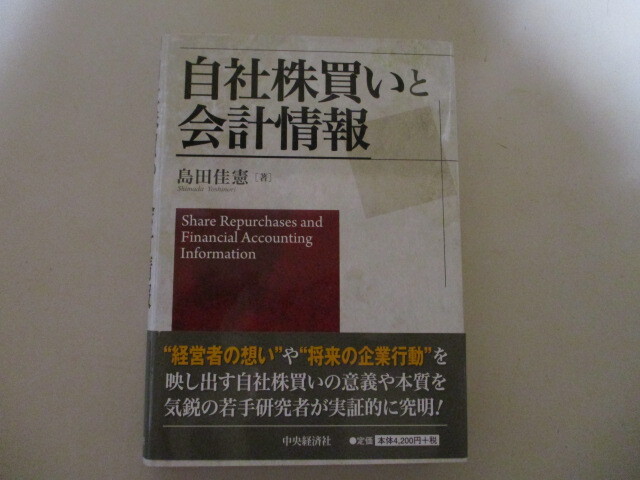 自社株買いと
会計情報
島田佳憲［著］
Shimada Yoshinori
Share Repurchases and
Financial Accounting
Information
“経営者の想い”や“将来の企業行動”を
映し出す自社株買いの意義や本質を
気鋭の若手研究者が実証的に究明！
中央経済社
●定価 本体4,200円+税